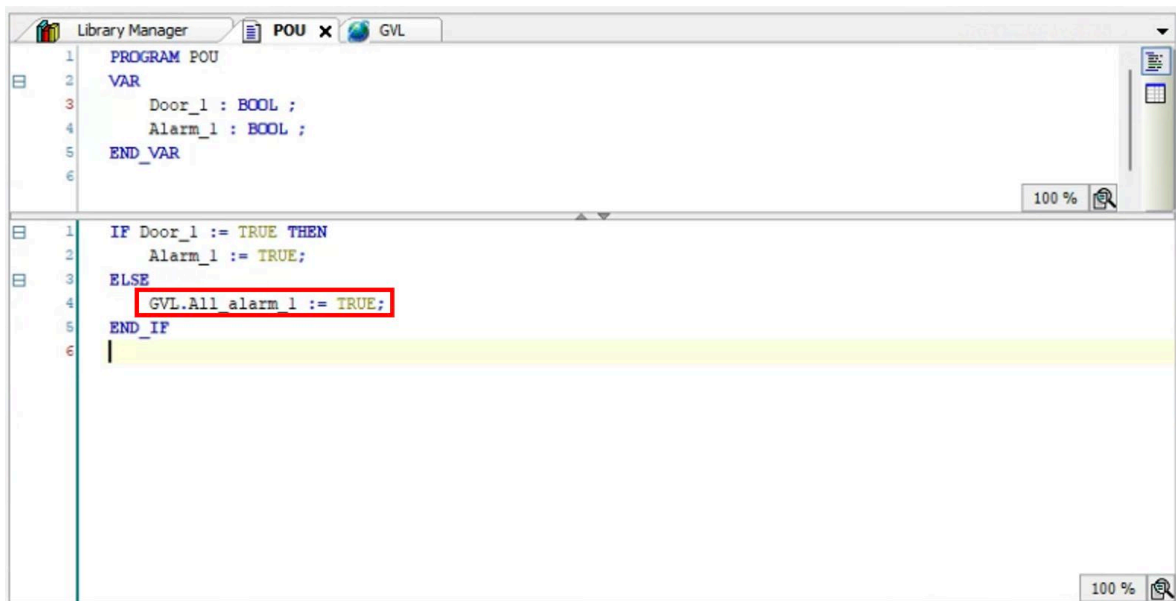 Library Manager POU x GVL
1 PROGRAM POU
2 VAR
3 Door_1 : BOOL ;
4 Alarm_1 : BOOL ;
5 END_VAR
6
100 %
1 IF Door_1 := TRUE THEN
2 Alarm_1 := TRUE;
3 ELSE
4 GVL.All_alarm_1 := TRUE;
5 END_IF
6
100 %